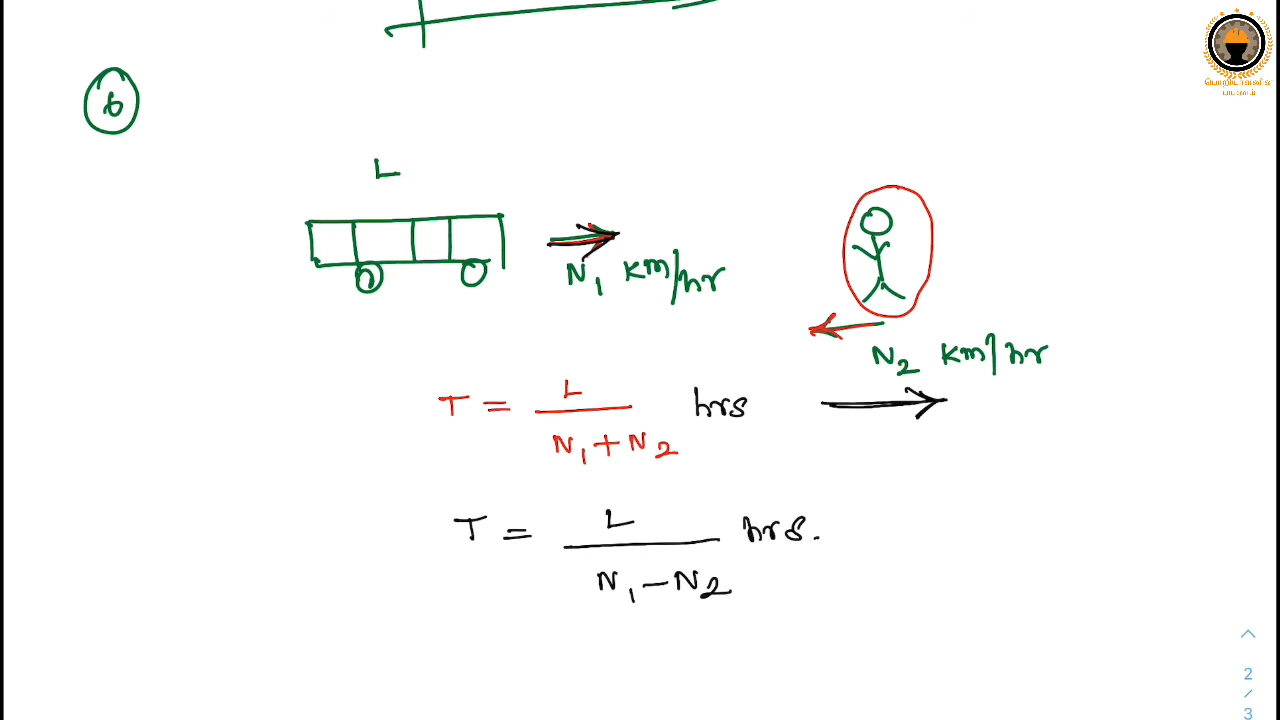 6
L
N₁ km/hr
N₂ km/hr
T = L / N₁ + N₂ hrs
T = L / N₁ - N₂ hrs.
2
/
3